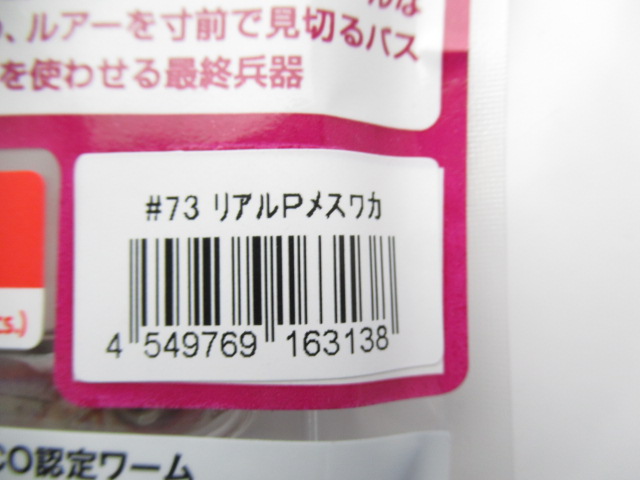 、ルアーを寸前で見切るバス
を使わせる最終兵器
#73 リアルPメスワカ
4 549769 163138
cs.)
CO認定ワーム